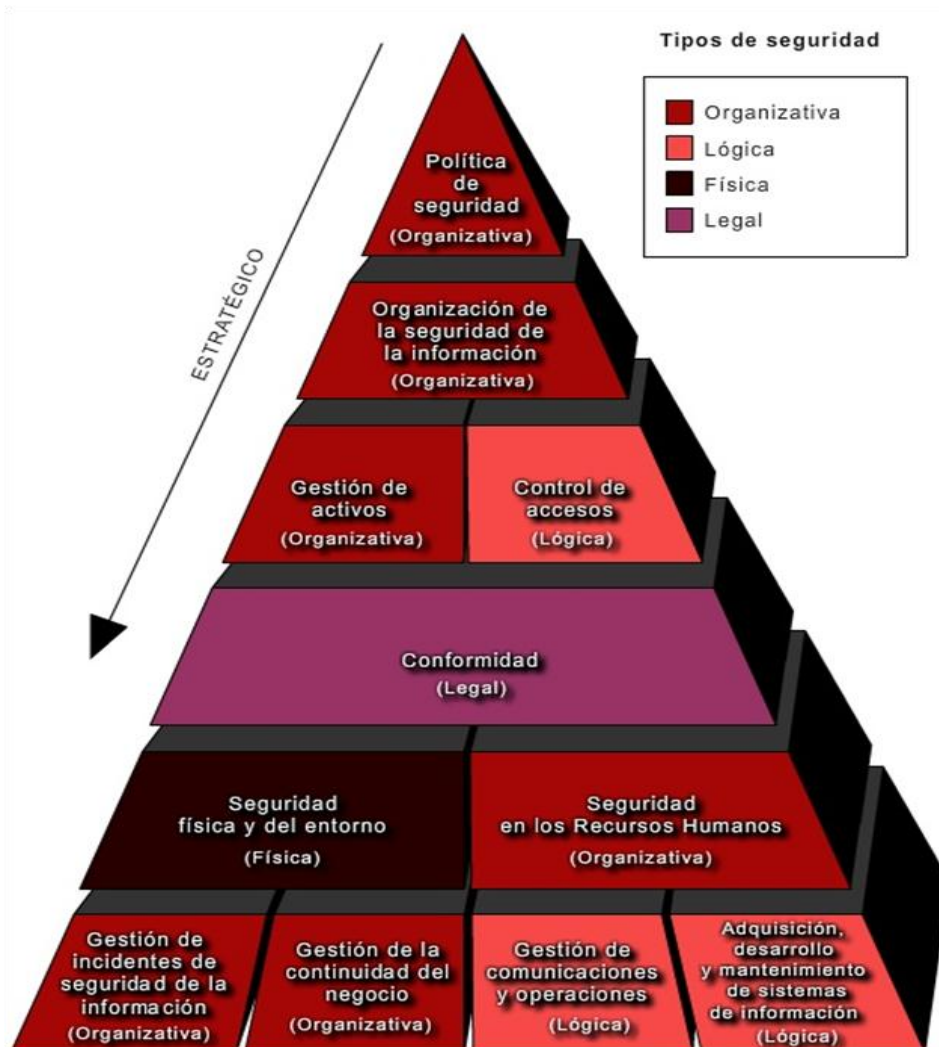 Tipos de seguridad
Organizativa
Lógica
Física
Legal
ESTRATÉGICO
Política
de
seguridad
(Organizativa)
Organización de
la seguridad de
la información
(Organizativa)
Gestión de
activos
(Organizativa)
Control de
accesos
(Lógica)
Conformidad
(Legal)
Seguridad
física y del entorno
(Física)
Seguridad
en los Recursos Humanos
(Organizativa)
Gestión de
incidentes de
seguridad de la
información
(Organizativa)
Gestión de la
continuidad del
negocio
(Organizativa)
Gestión de
comunicaciones
y operaciones
(Lógica)
Adquisición,
desarrollo
y mantenimiento
de sistemas
de información
(Lógica)